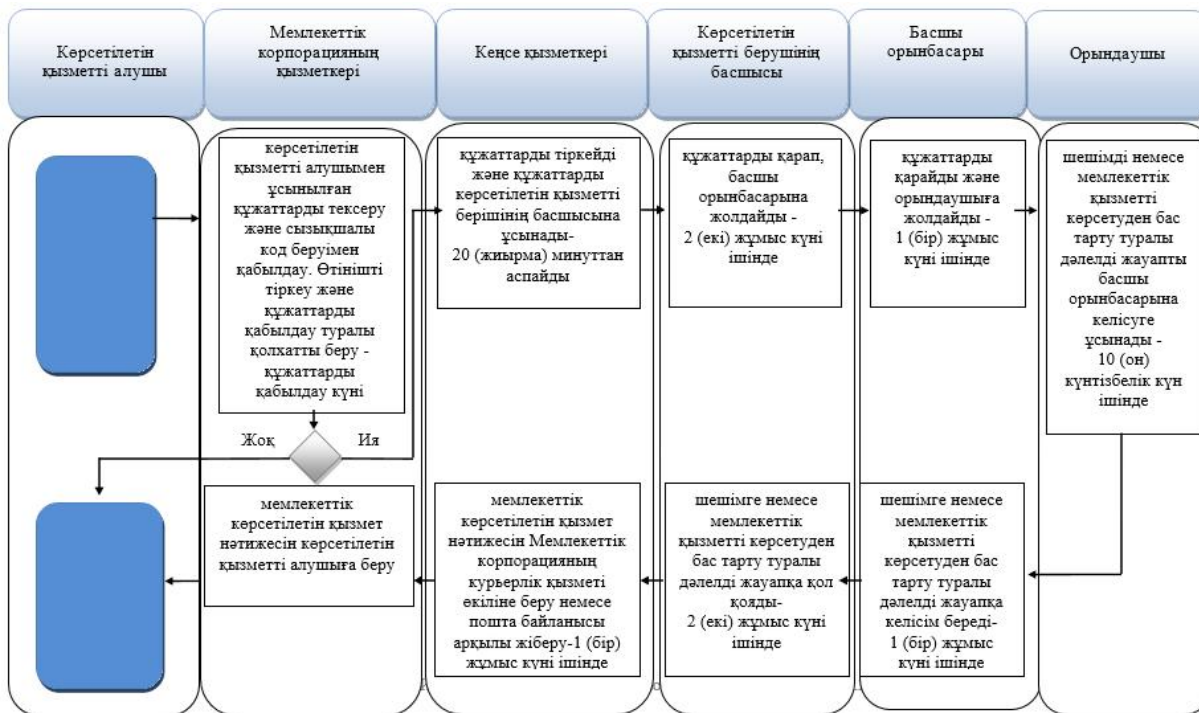 Көрсетілетін
қызметті алушы
Мемлекеттік
корпорацияның
қызметкері
Кеңсе қызметкері
Көрсетілетін
қызметті берушінің
басшысы
Басшы
орынбасары
Орындаушы
көрсетілетін
қызметті алушымен
ұсынылған
құжаттарды тексеру
және сызықшалы
код беруімен
қабылдау. Өтінішті
тіркеу және
құжаттарды
қабылдау туралы
қолхатты беру -
құжаттарды
қабылдау күні
құжаттарды тіркейді
және құжаттарды
көрсетілетін қызметті
берішінің басшысына
ұсынады-
20 (жиырма) минуттан
аспайды
құжаттарды қарап,
басшы
орынбасарына
жолдайды -
2 (екі) жұмыс күні
ішінде
құжаттарды
қарайды және
орындаушыға
жолдайды -
1 (бір) жұмыс
күні ішінде
шешімді немесе
мемлекеттік
қызметті
көрсетуден бас
тарту туралы
дәлелді жауапты
басшы
орынбасарына
келісуге
ұсынады -
10 (он)
күнтізбелік күн
ішінде
Жоқ
Ия
мемлекеттік
көрсетілетін қызмет
нәтижесін көрсетілетін
қызметті алушыға беру
мемлекеттік
көрсетілетін қызмет
нәтижесін Мемлекеттік
корпорацияның
курьерлік қызметі
өкіліне беру немесе
пошта байланысы
арқылы жіберу-1 (бір)
жұмыс күні ішінде
шешімге немесе
мемлекеттік
қызметті көрсетуден
бас тарту туралы
дәлелді жауапқа қол
қояды-
2 (екі) жұмыс күні
ішінде
шешімге немесе
мемлекеттік
қызметті
көрсетуден бас
тарту туралы
дәлелді жауапқа
келісім береді-
1 (бір) жұмыс
күні ішінде